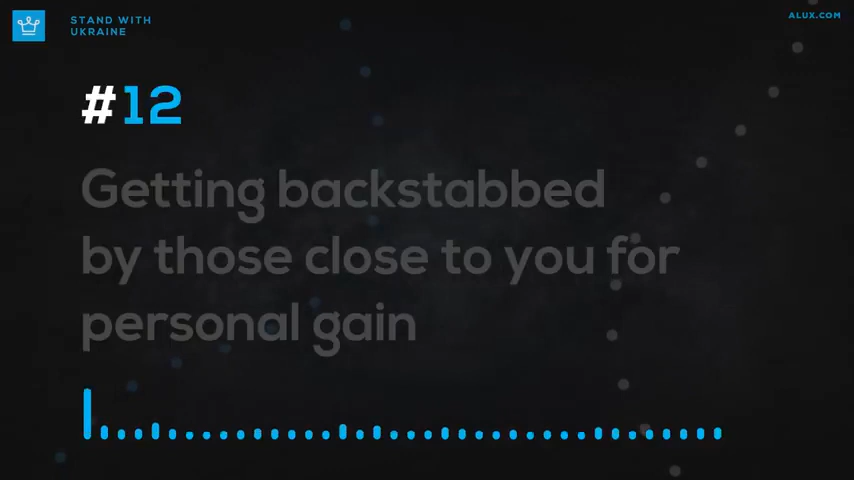 STAND WITH
UKRAINE
ALUX.COM
#12
Getting backstabbed
by those close to you for
personal gain